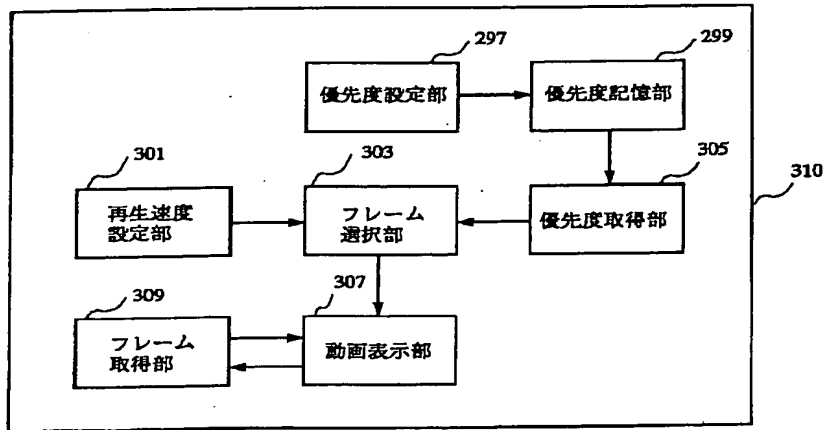 297
299
優先度設定部
優先度記憶部
301
303
305
310
再生速度
設定部
フレーム
選択部
優先度取得部
309
307
フレーム
取得部
動画表示部